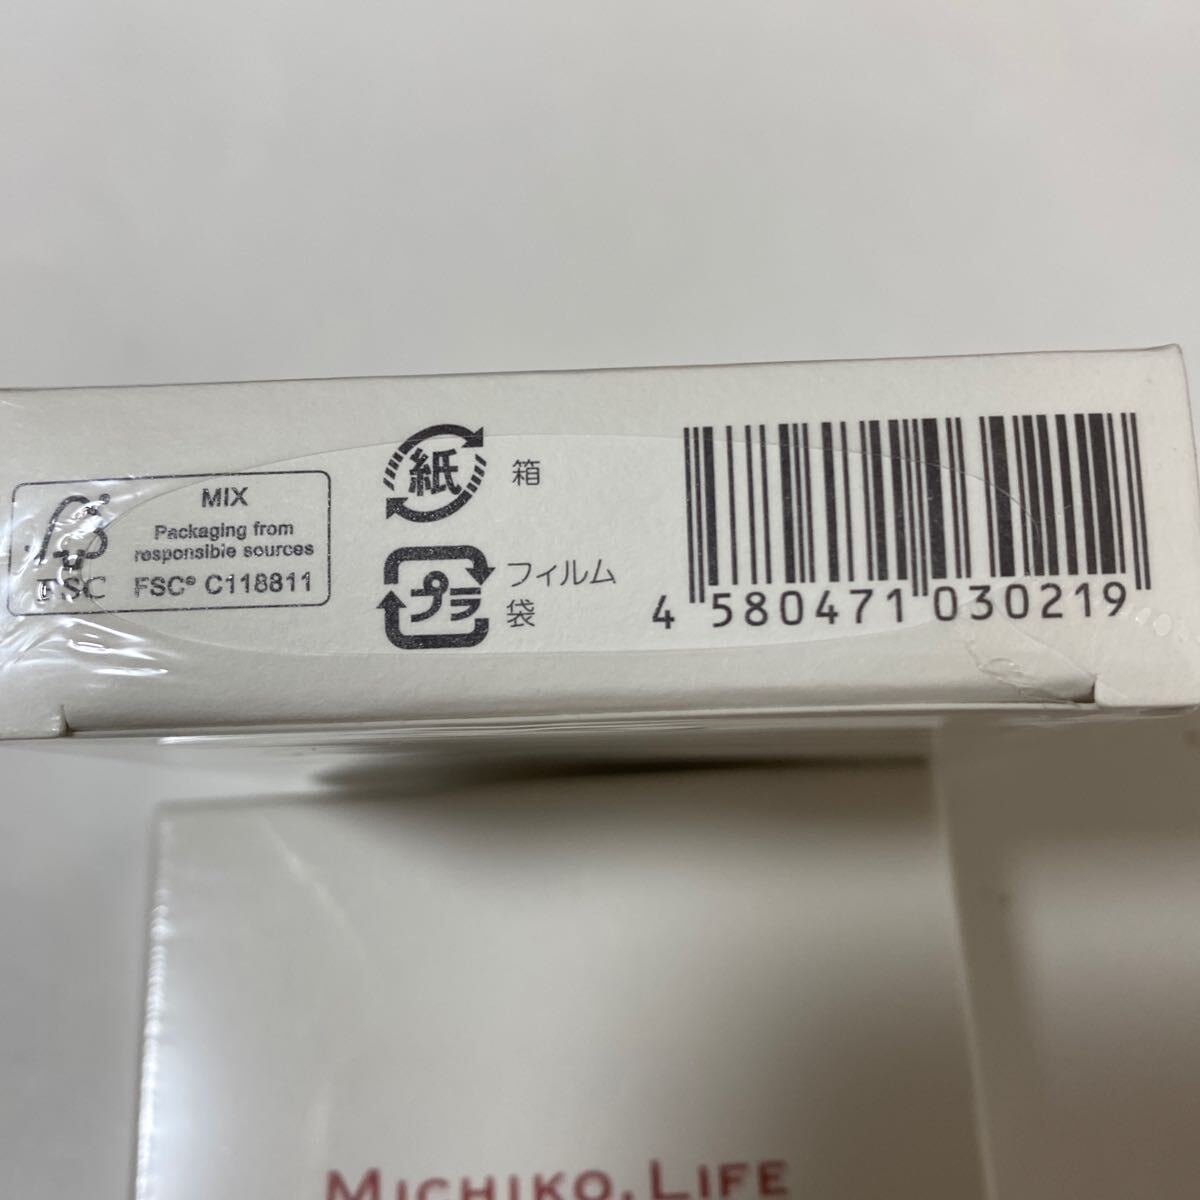 MIX
Packaging from
responsible sources
FSC
FSC® C118811
紙
箱
プラ
フィルム
袋
4 580471 030219
MICHIKO.LIFE